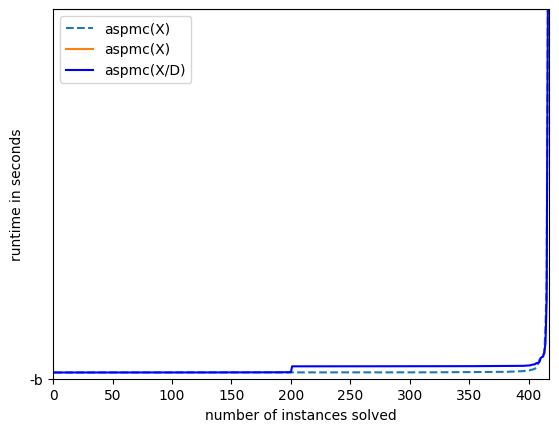 aspmc(X)
aspmc(X)
aspmc(X/D)
runtime in seconds
-b
0 50 100 150 200 250 300 350 400
number of instances solved